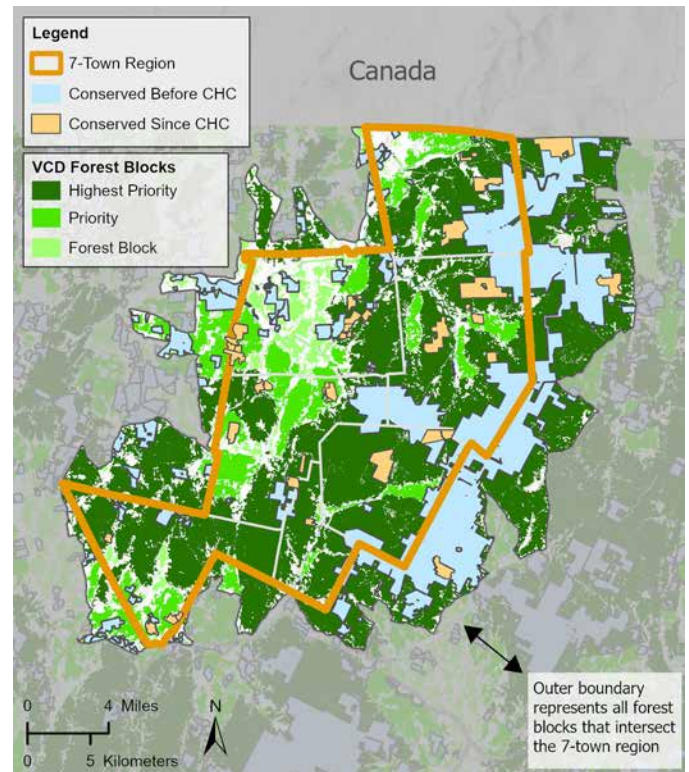 Legend
7-Town Region
Conserved Before CHC
Conserved Since CHC
VCD Forest Blocks
Highest Priority
Priority
Forest Block
Canada
0 4 Miles
0 5 Kilometers
N
Outer boundary
represents all forest
blocks that intersect
the 7-town region